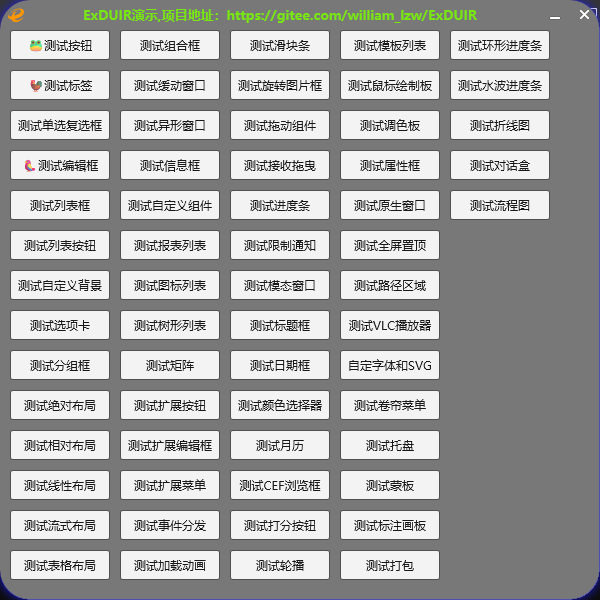 ExDUIR演示,项目地址：https://gitee.com/william_lzw/ExDUIR
测试按钮 测试组合框 测试滑块条 测试模板列表 测试环形进度条
测试标签 测试缓动窗口 测试旋转图片框 测试鼠标绘制板 测试水波进度条
测试单选复选框 测试异形窗口 测试拖动组件 测试调色板 测试折线图
测试编辑框 测试信息框 测试接收拖曳 测试属性框 测试对话盒
测试列表框 测试自定义组件 测试进度条 测试原生窗口 测试流程图
测试列表按钮 测试报表列表 测试限制通知 测试全屏置顶
测试自定义背景 测试图标列表 测试模态窗口 测试路径区域
测试选项卡 测试树形列表 测试标题框 测试VLC播放器
测试分组框 测试矩阵 测试日期框 自定字体和SVG
测试绝对布局 测试扩展按钮 测试颜色选择器 测试卷帘菜单
测试相对布局 测试扩展编辑框 测试月历 测试托盘
测试线性布局 测试扩展菜单 测试CEF浏览框 测试蒙板
测试流式布局 测试事件分发 测试打分按钮 测试标注画板
测试表格布局 测试加载动画 测试轮播 测试打包